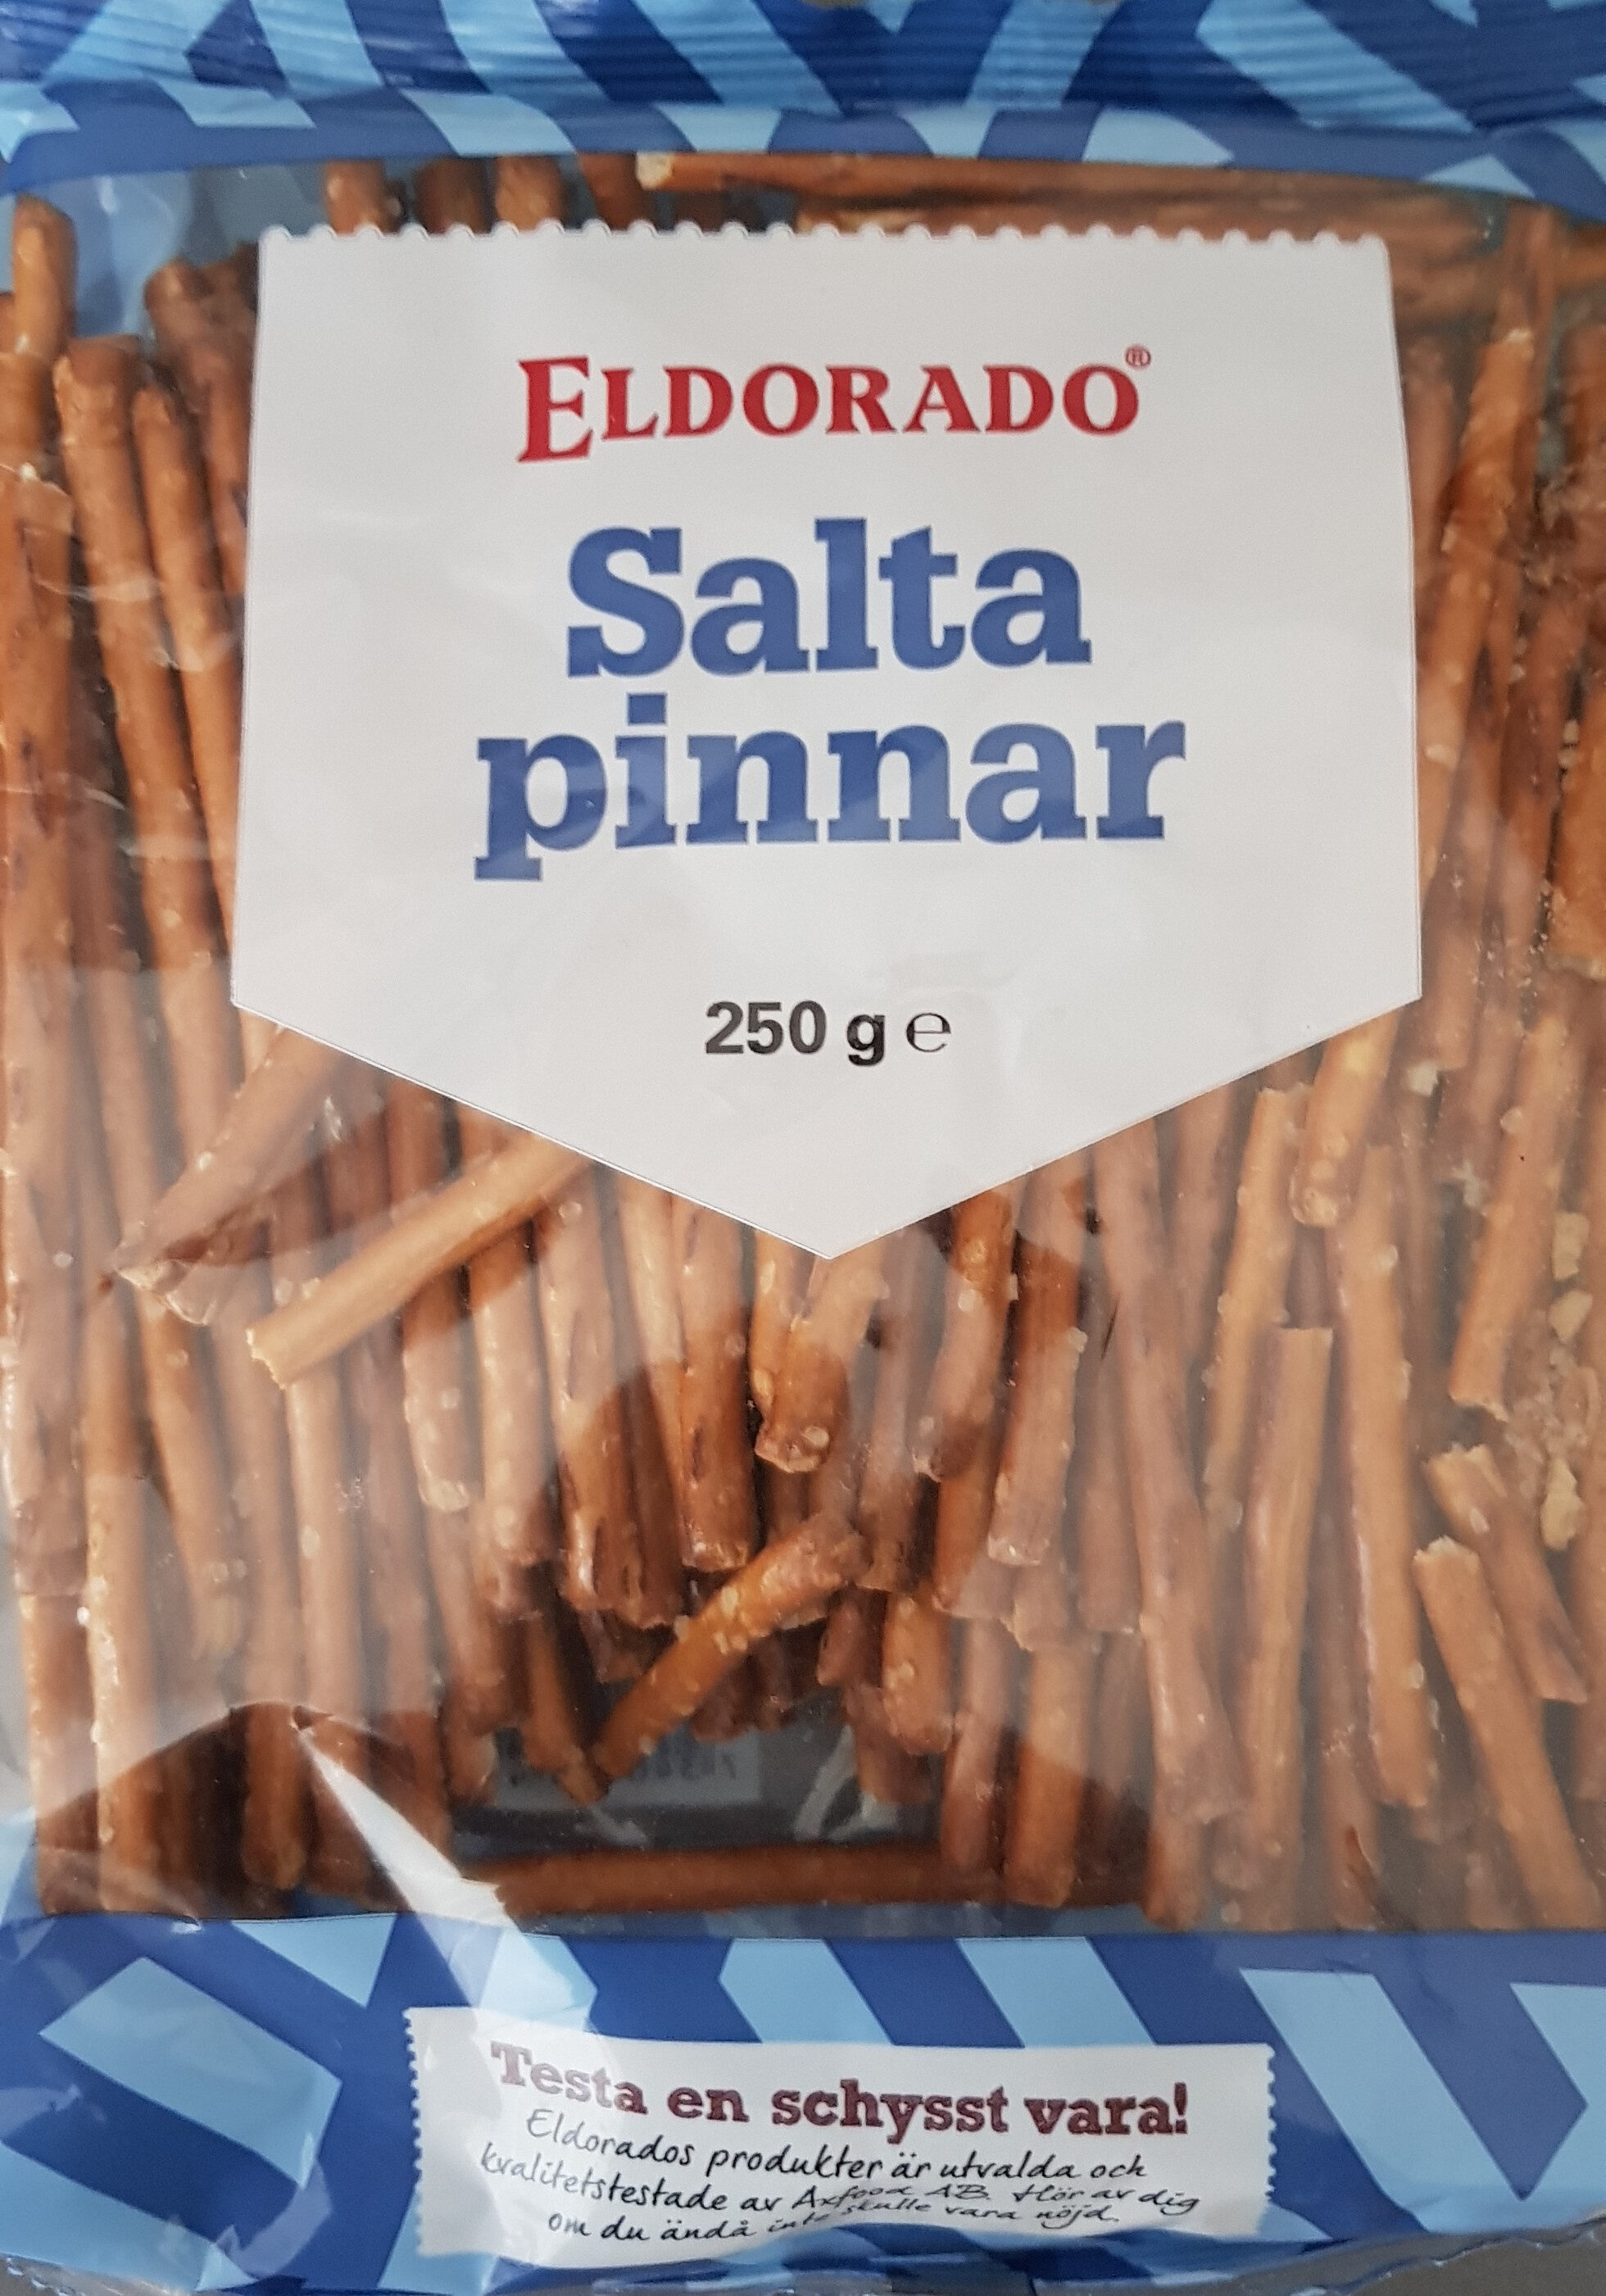 ELDORADO®
Salta
pinnar
250 g ℮
Testa en schysst vara!
Eldorados produkter är utvalda och
kvalitetstestade av Axfood AB. Hör av dig
om du ändå inte skulle vara nöjd.